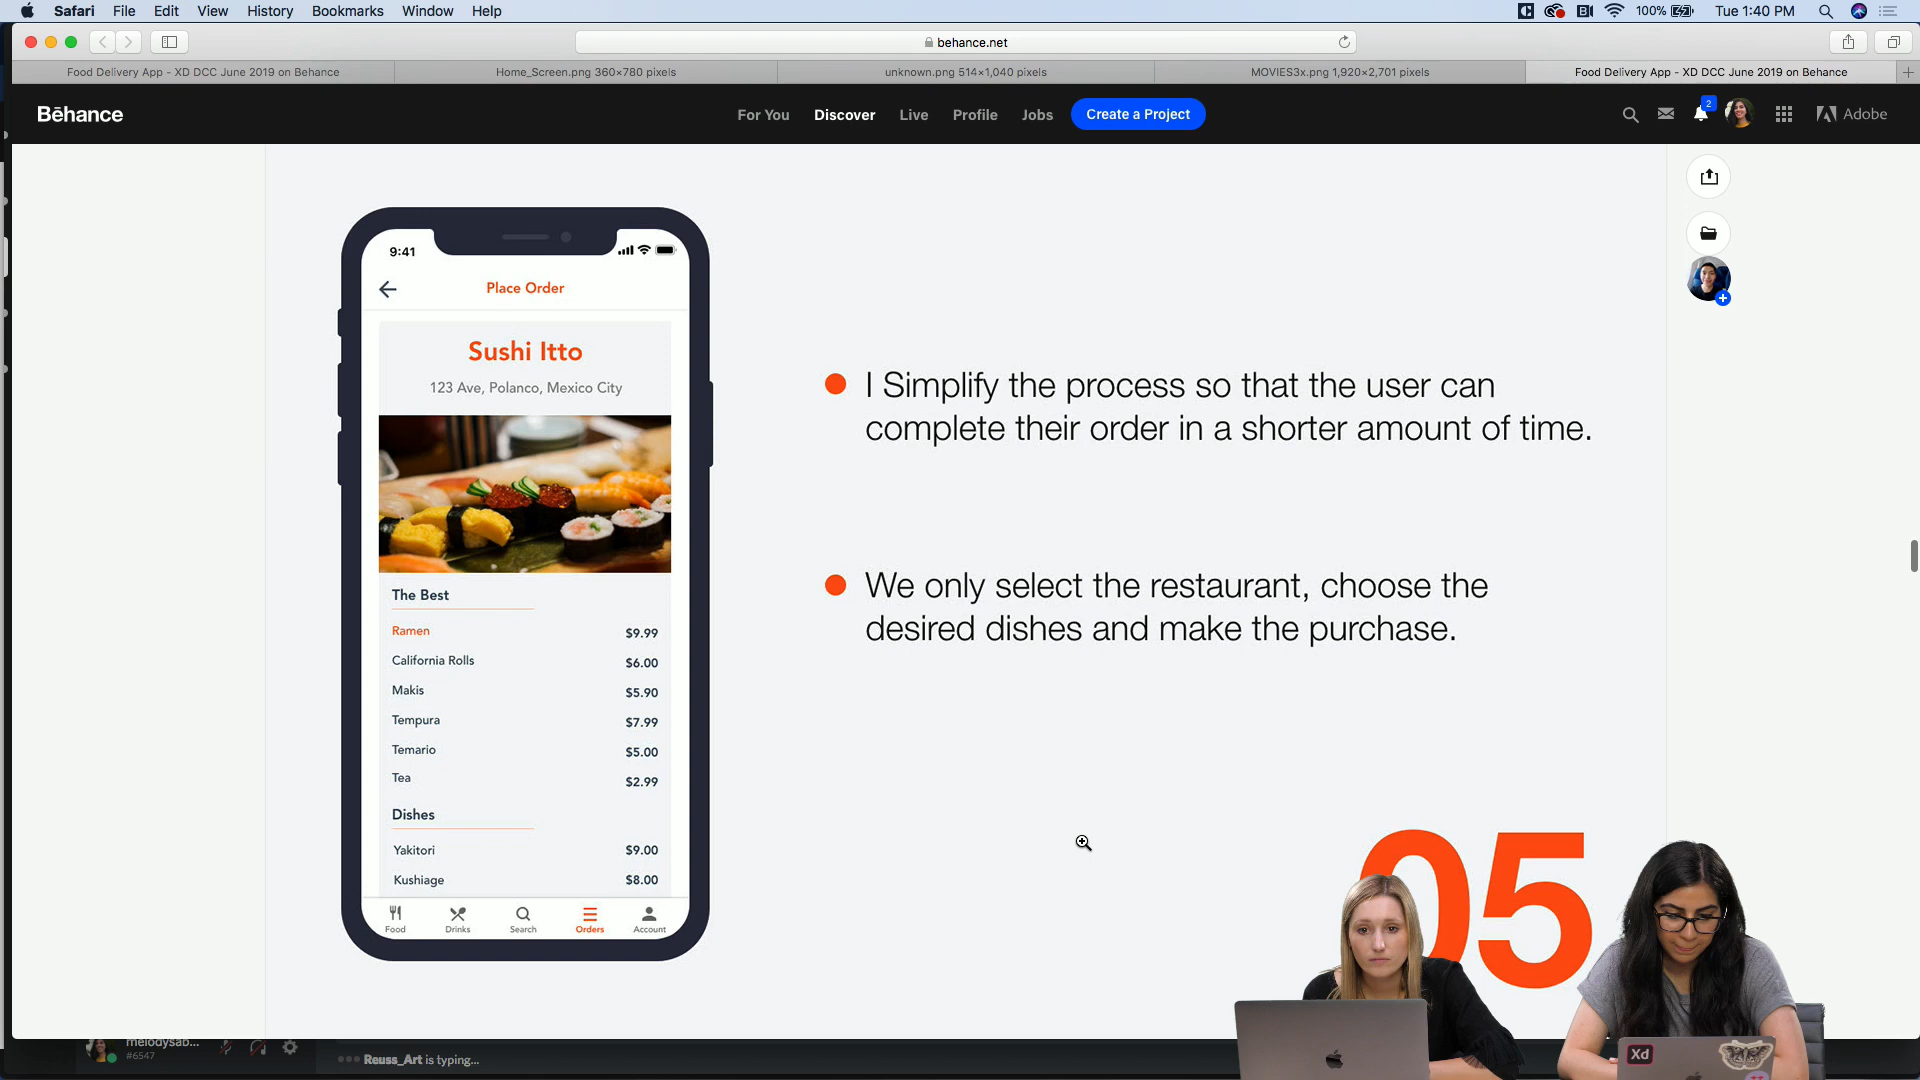 Safari File Edit View History Bookmarks Window Help 100% Tue 1:40 PM
behance.net
Food Delivery App - XD DCC June 2019 on Behance Home_Screen.png 360×780 pixels unknown.png 514×1,040 pixels MOVIES3x.png 1,920×2,701 pixels Food Delivery App - XD DCC June 2019 on Behance
Bēhance For You Discover Live Profile Jobs Create a Project 2 Adobe
9:41
Place Order
Sushi Itto
123 Ave, Polanco, Mexico City
The Best
Ramen $9.99
California Rolls $6.00
Makis $5.90
Tempura $7.99
Temario $5.00
Tea $2.99
Dishes
Yakitori $9.00
Kushiage $8.00
Food Drinks Search Orders Account
I Simplify the process so that the user can
complete their order in a shorter amount of time.
We only select the restaurant, choose the
desired dishes and make the purchase.
05
melodysab...
#6547
Reuss_Art is typing...
Xd